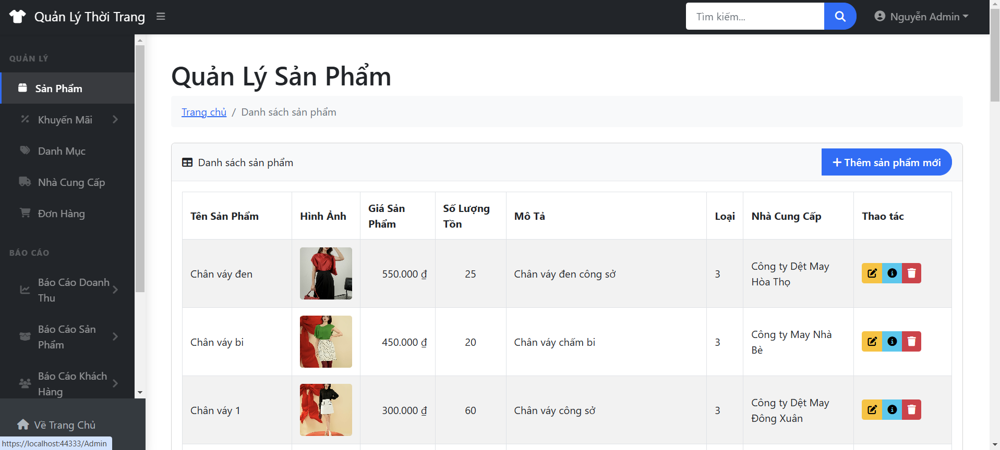 Quản Lý Thời Trang
Tìm kiếm...
Nguyễn Admin
QUẢN LÝ
Sản Phẩm
Khuyến Mãi
Danh Mục
Nhà Cung Cấp
Đơn Hàng
BÁO CÁO
Báo Cáo Doanh
Thu
Báo Cáo Sản
Phẩm
Báo Cáo Khách
Hàng
Về Trang Chủ
https://localhost:44333/Admin
Quản Lý Sản Phẩm
Trang chủ / Danh sách sản phẩm
Danh sách sản phẩm
+ Thêm sản phẩm mới
Tên Sản Phẩm
Hình Ảnh
Giá Sản
Phẩm
Số Lượng
Tồn
Mô Tả
Loại
Nhà Cung Cấp
Thao tác
Chân váy đen
550.000 ₫
25
Chân váy đen công sở
3
Công ty Dệt May
Hòa Thọ
Chân váy bi
450.000 ₫
20
Chân váy chấm bi
3
Công ty May Nhà
Bè
Chân váy 1
300.000 ₫
60
Chân váy công sở
3
Công ty Dệt May
Đông Xuân